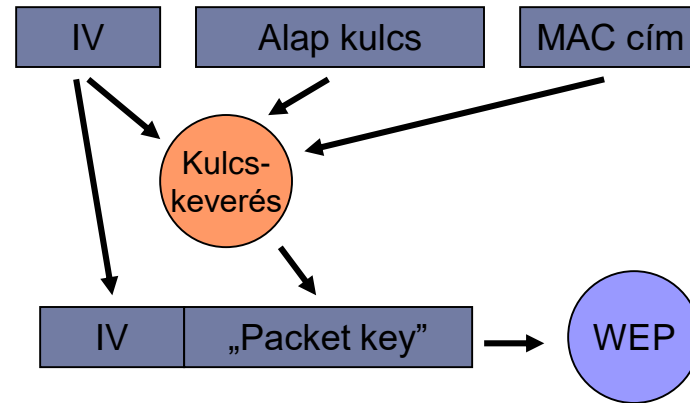 IV
Alap kulcs
MAC cím
Kulcs-
keverés
IV
„Packet key”
WEP